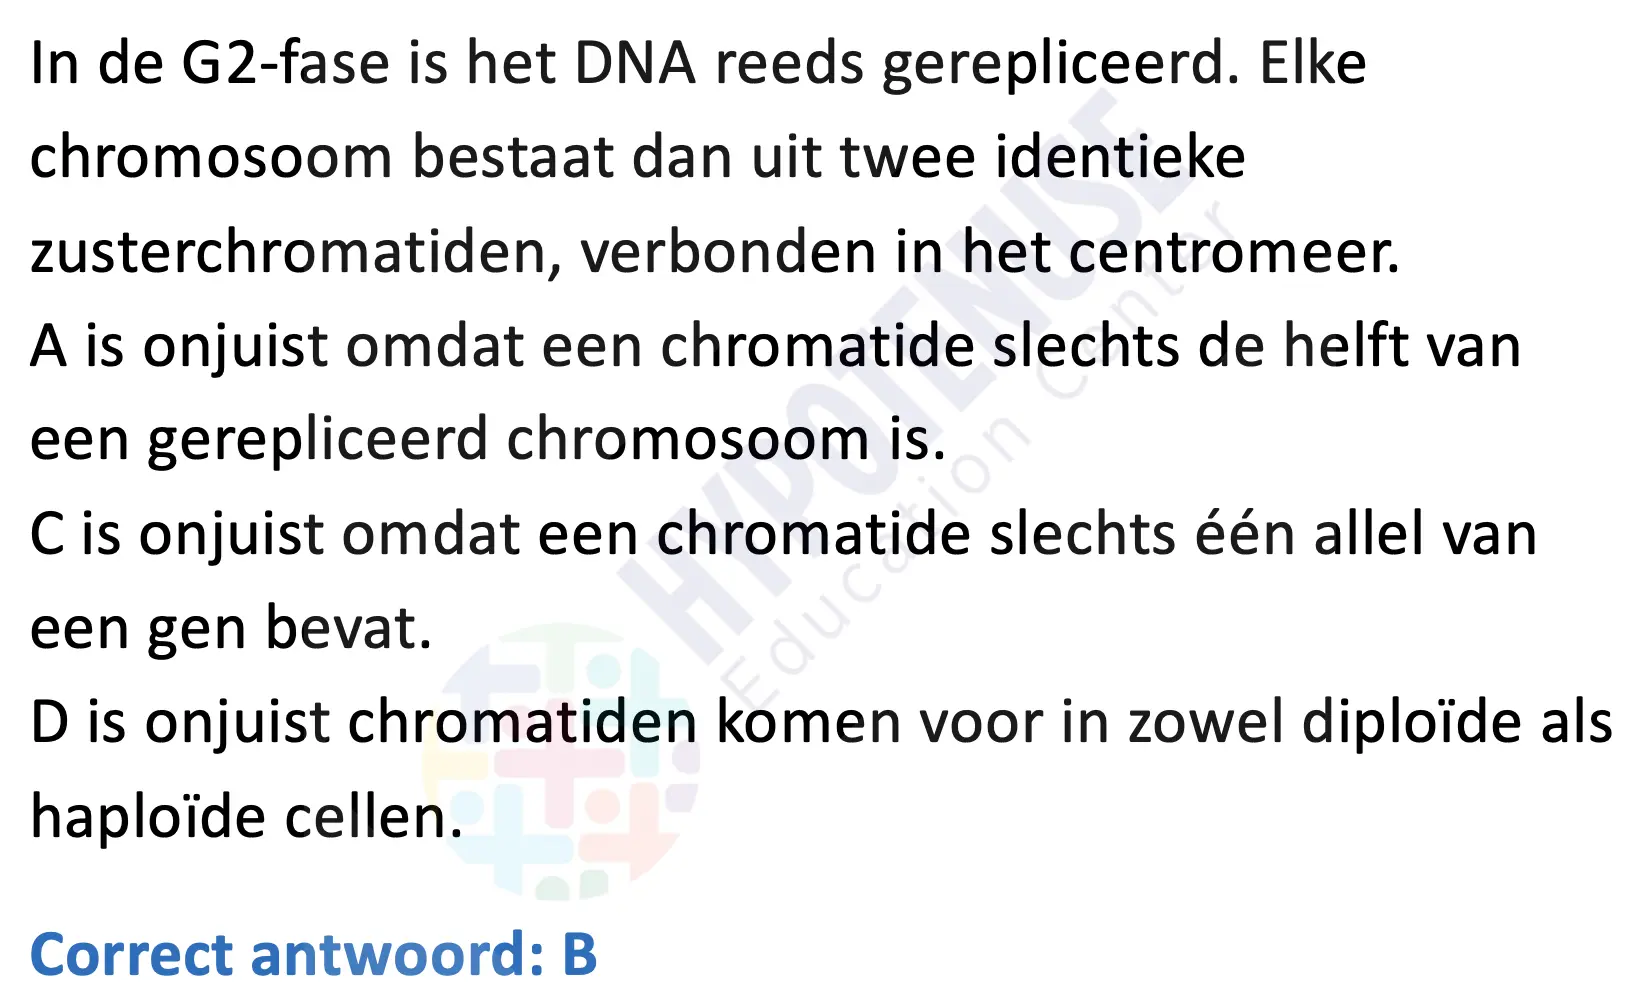 In de G2-fase is het DNA reeds gerepliceerd. Elke
chromosoom bestaat dan uit twee identieke
zusterchromatiden, verbonden in het centromeer.
A is onjuist omdat een chromatide slechts de helft van
een gerepliceerd chromosoom is.
C is onjuist omdat een chromatide slechts één allel van
een gen bevat.
D is onjuist chromatiden komen voor in zowel diploïde als
haploïde cellen.
Correct antwoord: B
HYPOTENUSE
Education Center